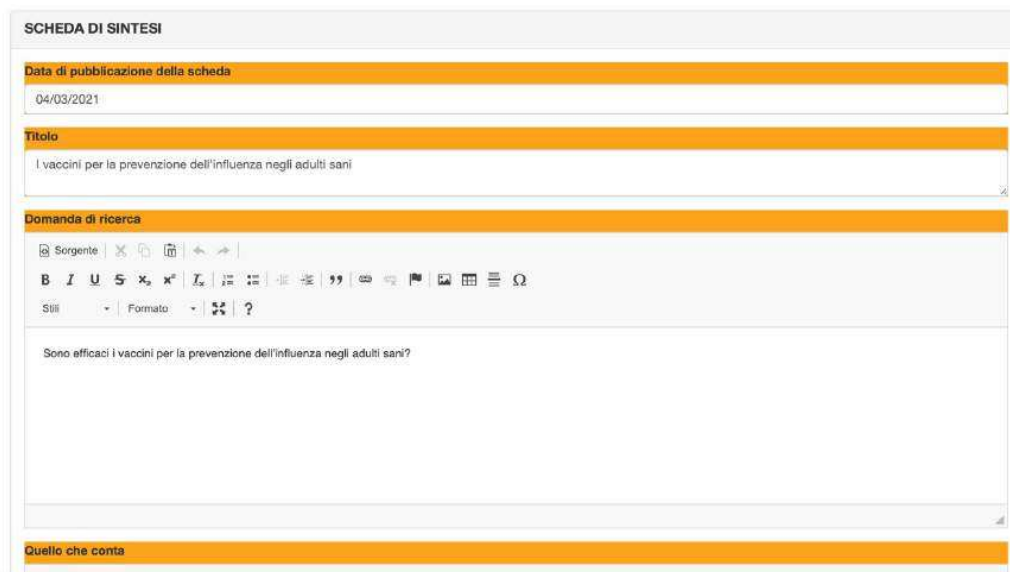 SCHEDA DI SINTESI
Data di pubblicazione della scheda
04/03/2021
Titolo
I vaccini per la prevenzione dell'influenza negli adulti sani
Domanda di ricerca
Sorgente
B I U S x₂ x² Iₓ Ω
Stili Formato ?
Sono efficaci i vaccini per la prevenzione dell'influenza negli adulti sani?
Quello che conta